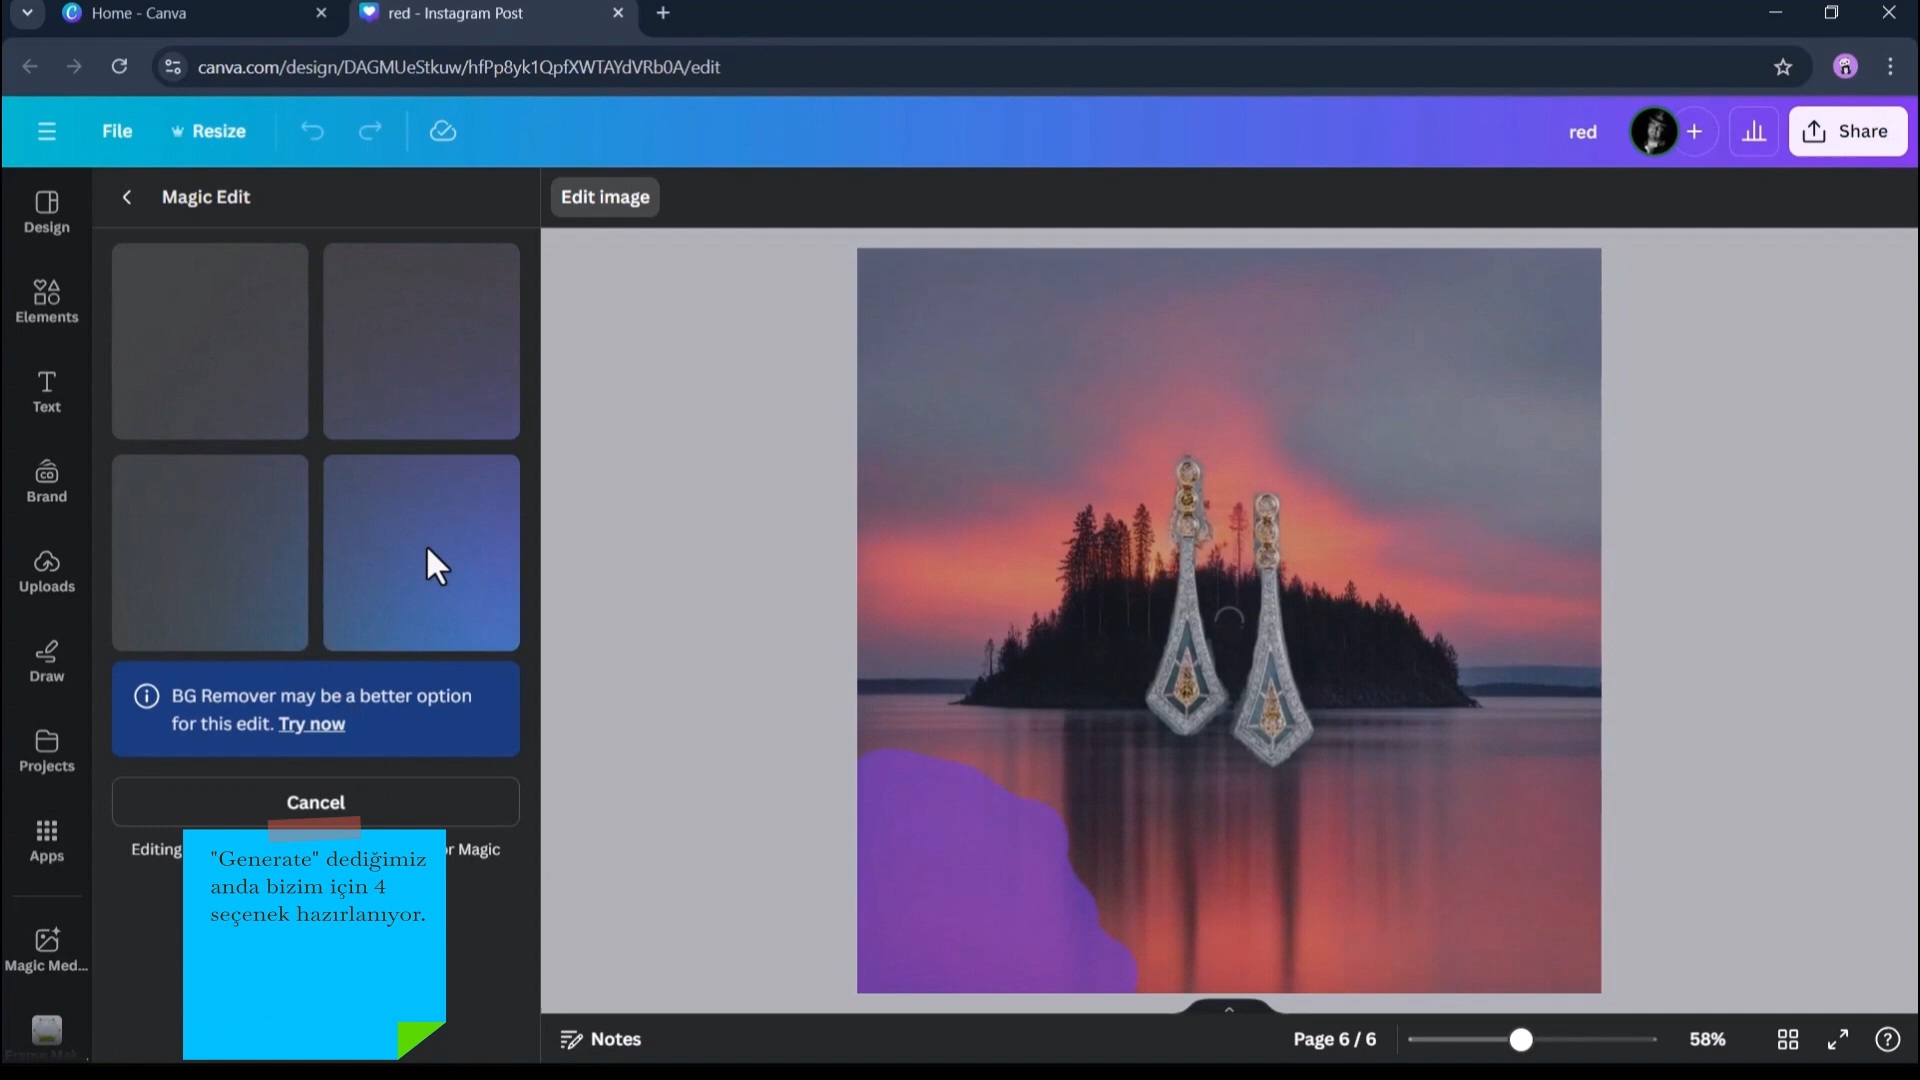 Home - Canva
red - Instagram Post
canva.com/design/DAGMUeStkuw/hfPp8yk1QpfXWTAYdVRb0A/edit
File
Resize
red
Share
Design
Elements
Text
Brand
Uploads
Draw
Projects
Apps
Magic Med...
Magic Edit
Edit image
BG Remover may be a better option
for this edit. Try now
Cancel
Editing
r Magic
"Generate" dediğimiz
anda bizim için 4
seçenek hazırlanıyor.
Notes
Page 6 / 6
58%